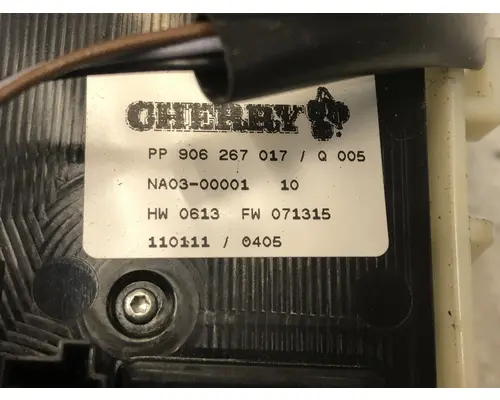 CHERRY
PP 906 267 017 / Q 005
NA03-00001 10
HW 0613 FW 071315
110111 / 0405